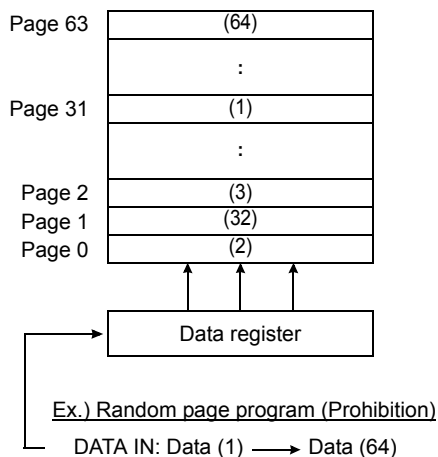 Page 63 (64)
:
Page 31 (1)
:
Page 2 (3)
Page 1 (32)
Page 0 (2)
Data register
Ex.) Random page program (Prohibition)
DATA IN: Data (1) → Data (64)